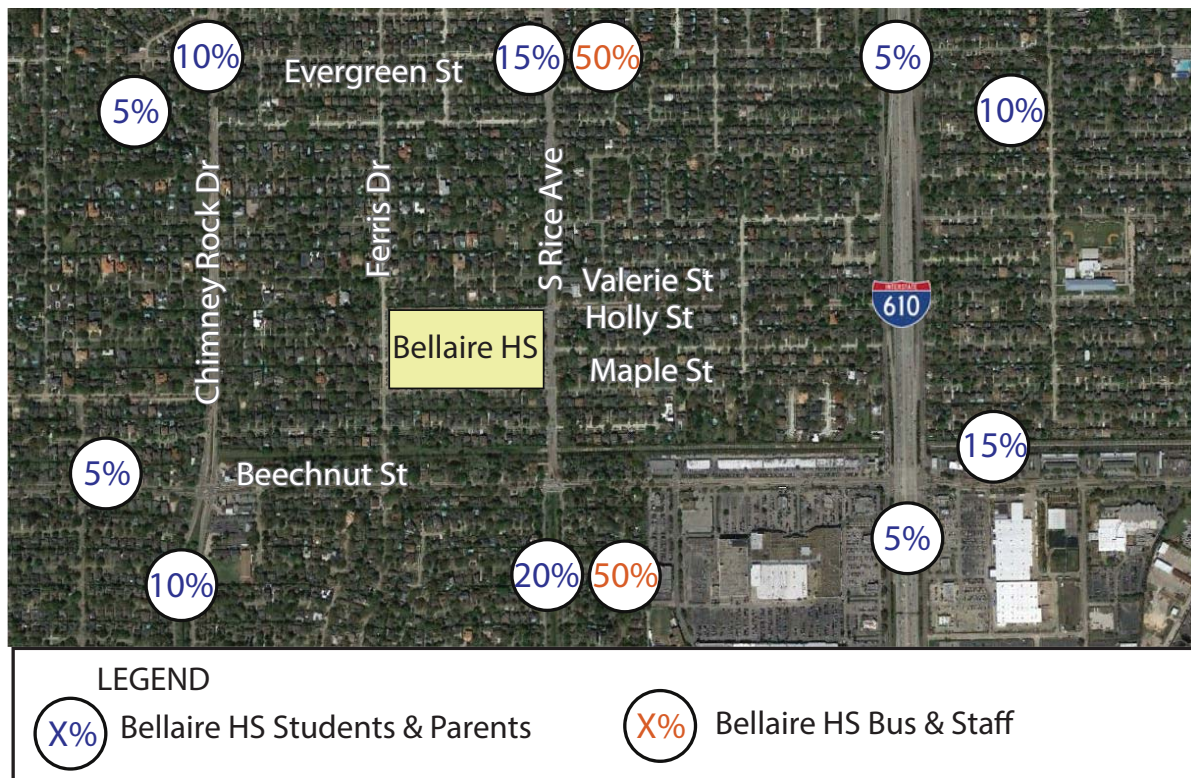 10%
15%
50%
5%
Evergreen St
5%
10%
Chimney Rock Dr
Ferris Dr
S Rice Ave
Valerie St
Holly St
INTERSTATE
610
Bellaire HS
Maple St
15%
5%
Beechnut St
5%
10%
20%
50%
LEGEND
X% Bellaire HS Students & Parents
X% Bellaire HS Bus & Staff